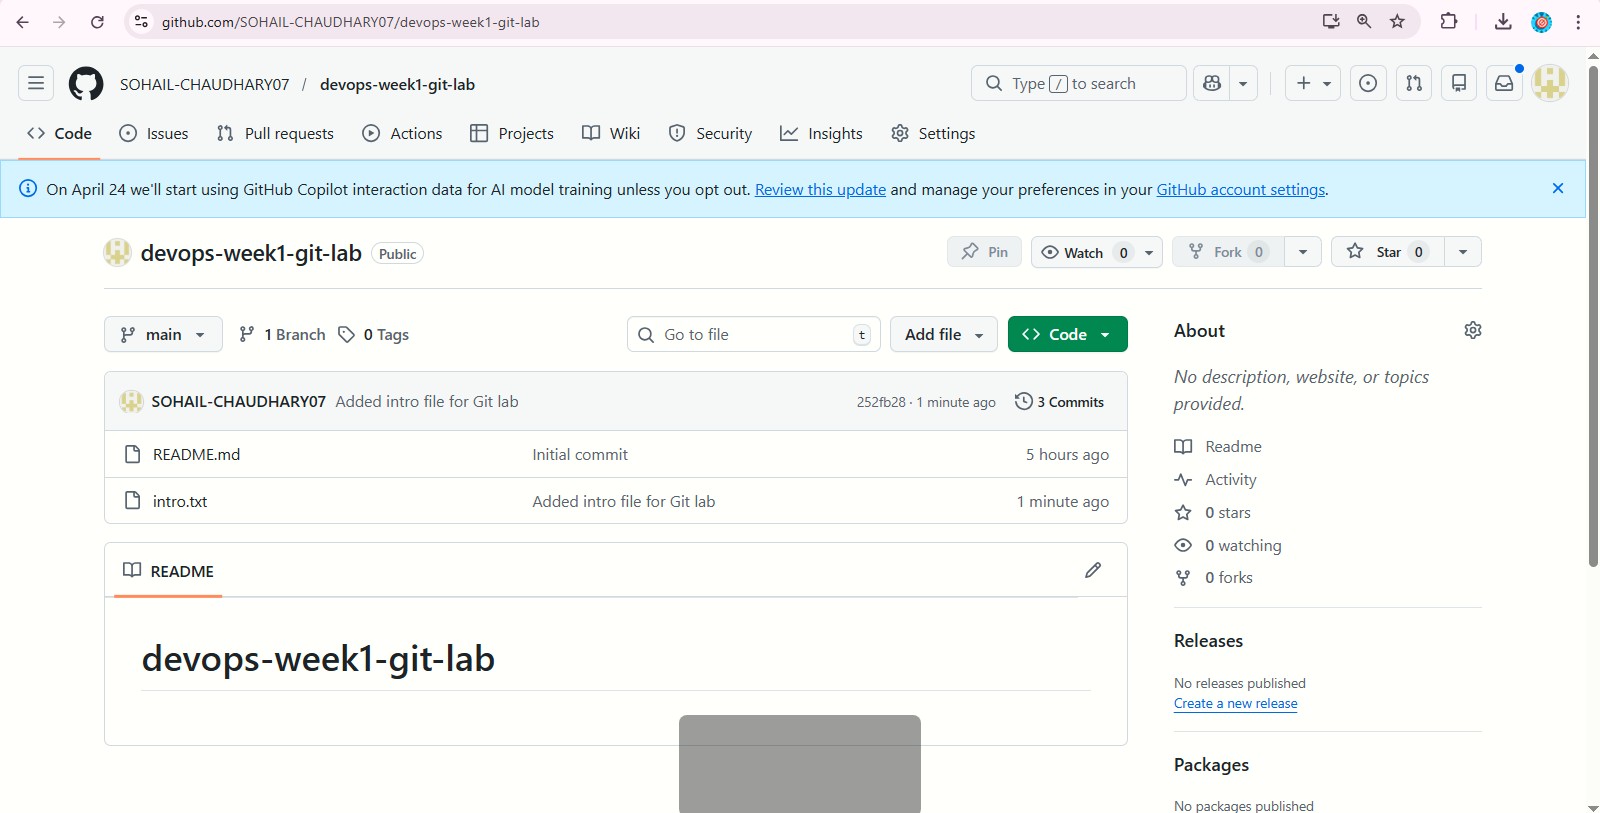 github.com/SOHAIL-CHAUDHARY07/devops-week1-git-lab
SOHAIL-CHAUDHARY07 / devops-week1-git-lab
Type / to search
Code Issues Pull requests Actions Projects Wiki Security Insights Settings
On April 24 we'll start using GitHub Copilot interaction data for AI model training unless you opt out. Review this update and manage your preferences in your GitHub account settings.
devops-week1-git-lab Public
Pin Watch 0 Fork 0 Star 0
main 1 Branch 0 Tags Go to file t Add file Code
SOHAIL-CHAUDHARY07 Added intro file for Git lab 252fb28 · 1 minute ago 3 Commits
README.md Initial commit 5 hours ago
intro.txt Added intro file for Git lab 1 minute ago
README
devops-week1-git-lab
About
No description, website, or topics
provided.
Readme
Activity
0 stars
0 watching
0 forks
Releases
No releases published
Create a new release
Packages
No packages published